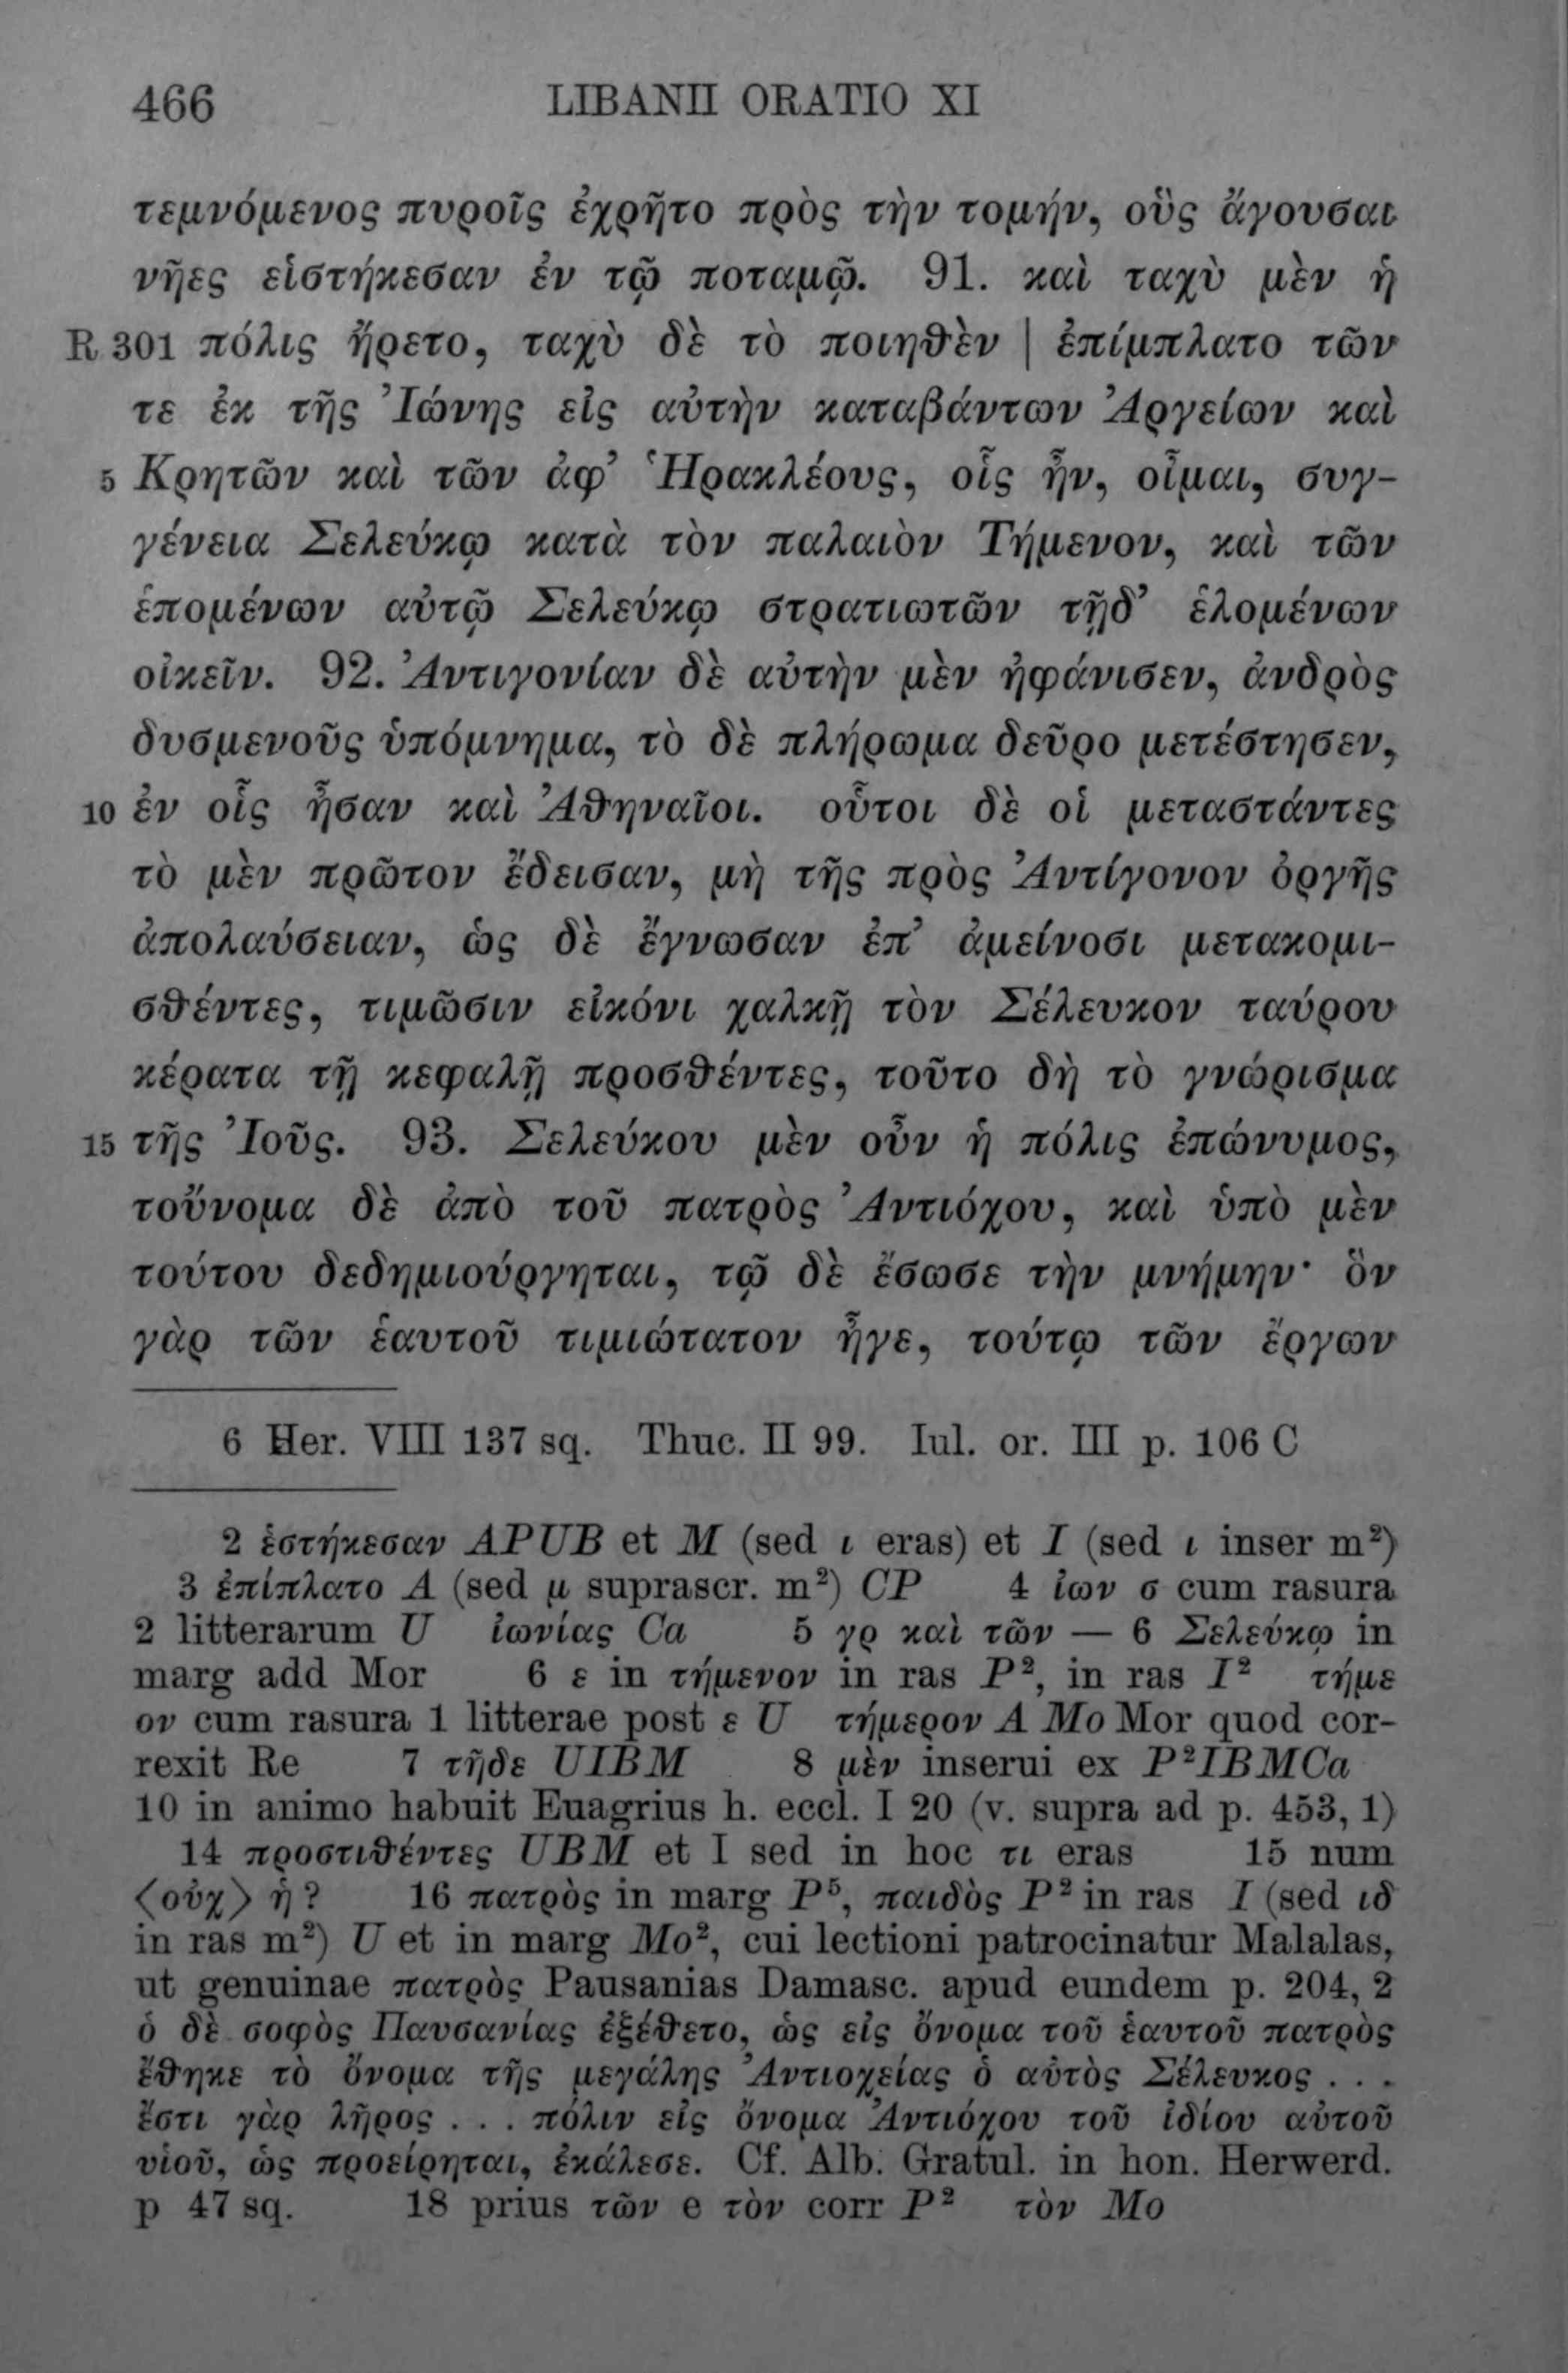 466 LIBANII ORATIO XI
τεμνόμενος πυροῖς ἐχρῆτο πρὸς τὴν τομήν, οὓς ἄγουσαι
νῆες εἱστήκεσαν ἐν τῷ ποταμῷ. 91. καὶ ταχὺ μὲν ἡ
R 301 πόλις ᾔρετο, ταχὺ δὲ τὸ ποιηθὲν | ἐπίμπλατο τῶν
τε ἐκ τῆς Ἰώνης εἰς αὐτὴν καταβάντων Ἀργείων καὶ
5 Κρητῶν καὶ τῶν ἀφ’ Ἡρακλέους, οἷς ἦν, οἶμαι, συγ-
γένεια Σελεύκῳ κατὰ τὸν παλαιὸν Τήμενον, καὶ τῶν
ἑπομένων αὐτῷ Σελεύκῳ στρατιωτῶν τῇδ’ ἑλομένων
οἰκεῖν. 92. Ἀντιγονίαν δὲ αὐτὴν μὲν ἠφάνισεν, ἀνδρὸς
δυσμενοῦς ὑπόμνημα, τὸ δὲ πλήρωμα δεῦρο μετέστησεν,
10 ἐν οἷς ἦσαν καὶ Ἀθηναῖοι. οὗτοι δὲ οἱ μεταστάντες
τὸ μὲν πρῶτον ἔδεισαν, μὴ τῆς πρὸς Ἀντίγονον ὀργῆς
ἀπολαύσειαν, ὡς δὲ ἔγνωσαν ἐπ’ ἀμείνοσι μετακομι-
σθέντες, τιμῶσιν εἰκόνι χαλκῇ τὸν Σέλευκον ταύρου
κέρατα τῇ κεφαλῇ προσθέντες, τοῦτο δὴ τὸ γνώρισμα
15 τῆς Ἰοῦς. 93. Σελεύκου μὲν οὖν ἡ πόλις ἐπώνυμος,
τοὔνομα δὲ ἀπὸ τοῦ πατρὸς Ἀντιόχου, καὶ ὑπὸ μὲν
τούτου δεδημιούργηται, τῷ δὲ ἔσωσε τὴν μνήμην· ὃν
γὰρ τῶν ἑαυτοῦ τιμιώτατον ἦγε, τούτῳ τῶν ἔργων
6 Her. VIII 137 sq. Thuc. II 99. Iul. or. III p. 106 C
2 ἑστήκεσαν APUB et M (sed ι eras) et I (sed ι inser m²)
3 ἐπίπλατο A (sed μ suprascr. m²) CP 4 ἰων σ cum rasura
2 litterarum U ἰωνίας Ca 5 γρ καὶ τῶν — 6 Σελεύκῳ in
marg add Mor 6 ε in τήμενον in ras P², in ras I² τήμε
ον cum rasura 1 litterae post ε U τήμερον A Mo Mor quod cor-
rexit Re 7 τῇδε UIBM 8 μὲν inserui ex P²IBMCa
10 in animo habuit Euagrius h. eccl. I 20 (v. supra ad p. 453, 1)
14 προστιθέντες UBM et I sed in hoc τι eras 15 num
⟨οὐχ⟩ ἡ? 16 πατρὸς in marg P⁵, παιδὸς P² in ras I (sed ιδ
in ras m²) U et in marg Mo², cui lectioni patrocinatur Malalas,
ut genuinae πατρὸς Pausanias Damasc. apud eundem p. 204, 2
ὁ δὲ σοφὸς Παυσανίας ἐξέθετο, ὡς εἰς ὄνομα τοῦ ἑαυτοῦ πατρὸς
ἔθηκε τὸ ὄνομα τῆς μεγάλης Ἀντιοχείας ὁ αὐτὸς Σέλευκος . . .
ἔστι γὰρ λῆρος . . . πόλιν εἰς ὄνομα Ἀντιόχου τοῦ ἰδίου αὐτοῦ
υἱοῦ, ὡς προείρηται, ἐκάλεσε. Cf. Alb. Gratul. in hon. Herwerd.
p 47 sq. 18 prius τῶν e τὸν corr P² τὸν Mo